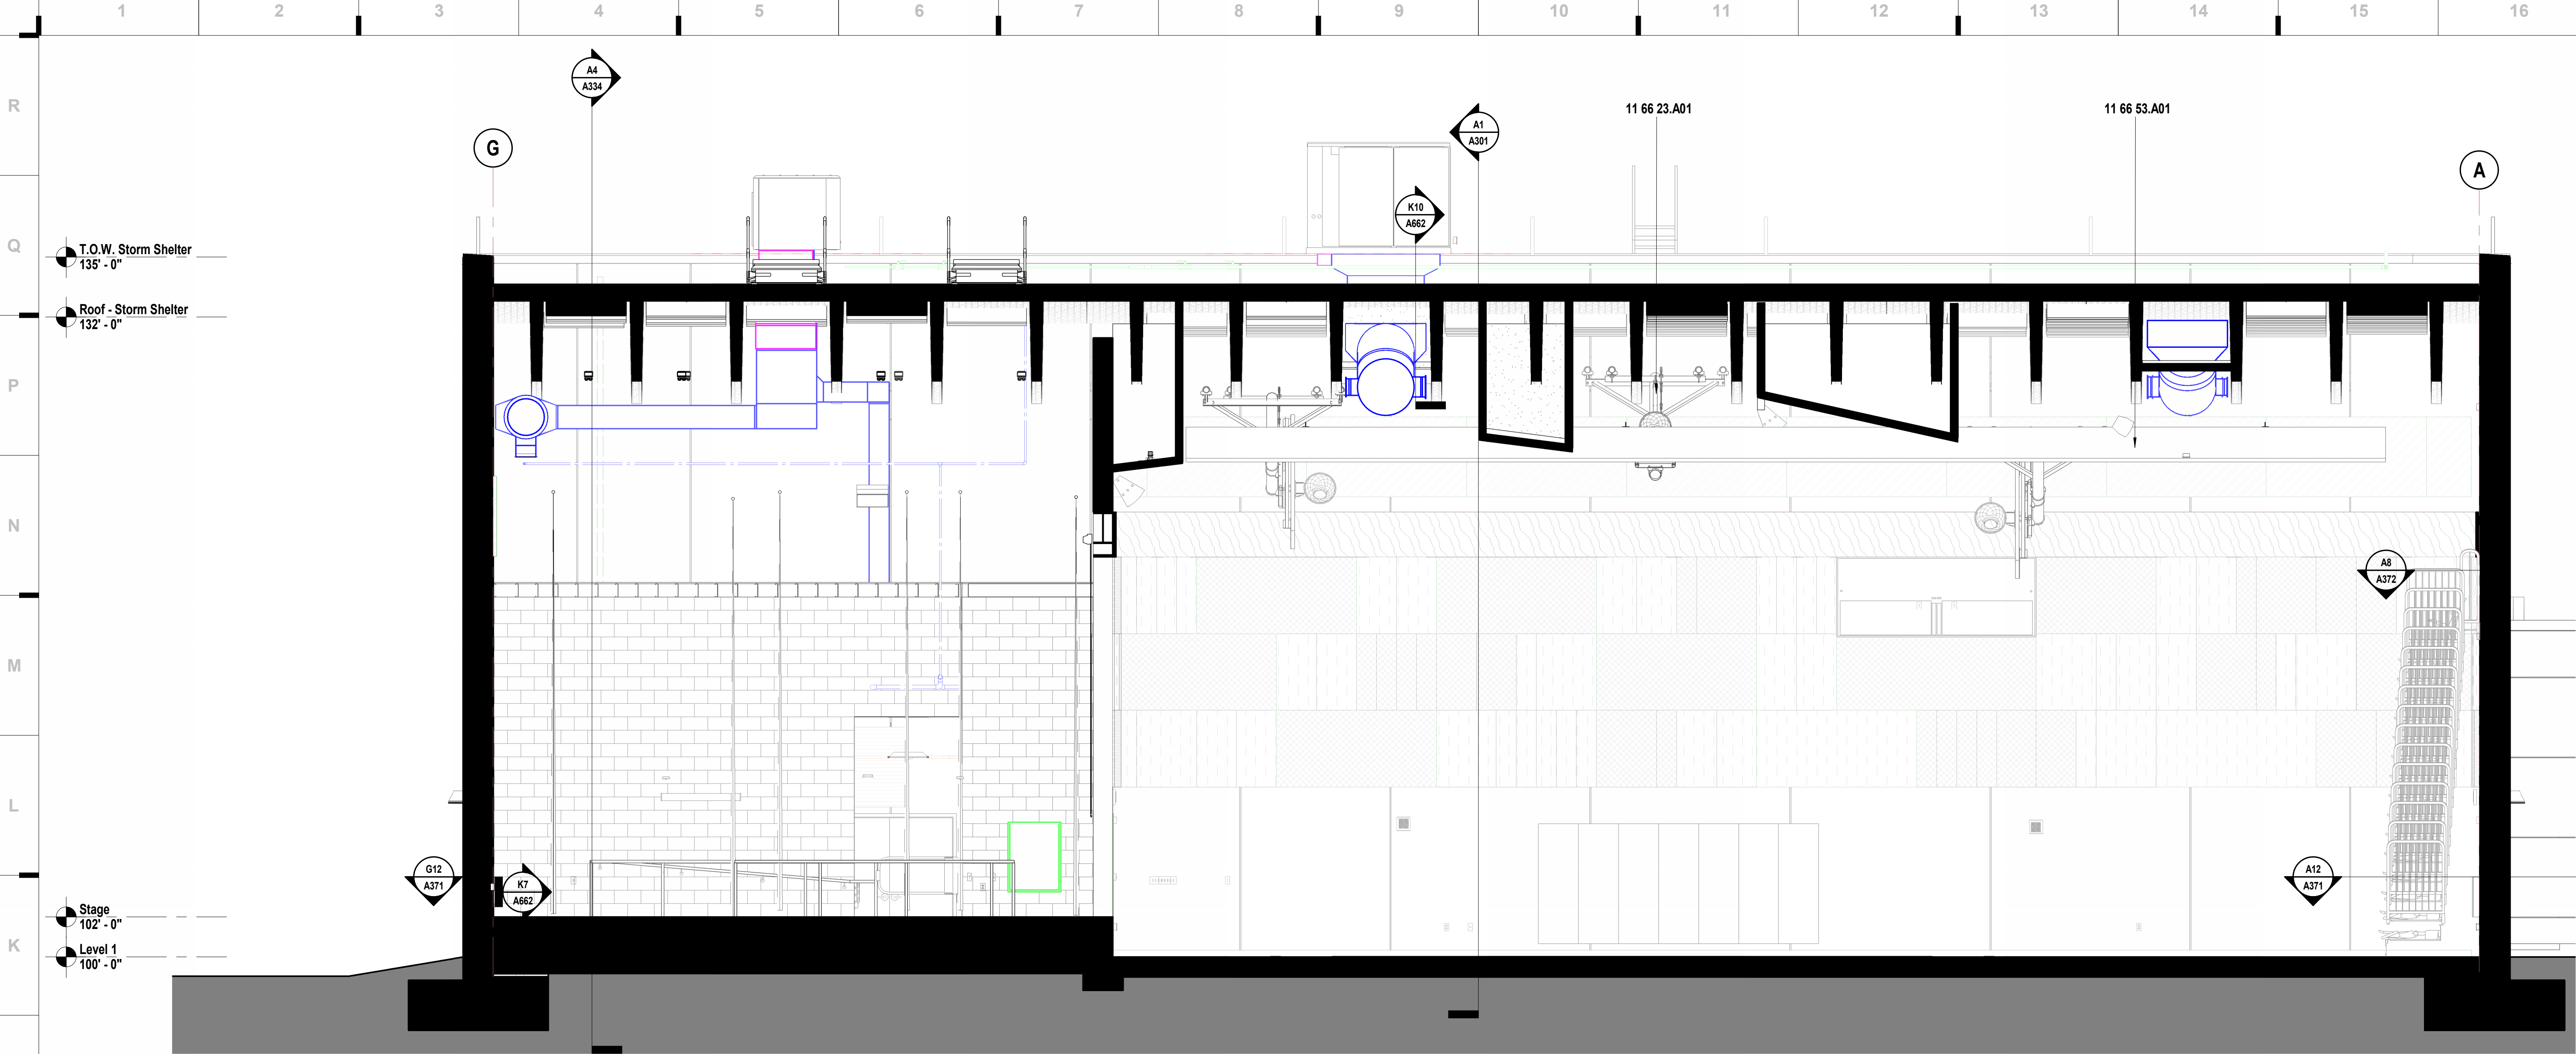 1 2 3 4 5 6 7 8 9 10 11 12 13 14 15 16
A4
A334
R
11 66 23.A01
11 66 53.A01
A1
A301
G
A
K10
A662
Q
T.O.W. Storm Shelter
135' - 0"
Roof - Storm Shelter
132' - 0"
P
N
A8
A372
M
L
G12
A371
K7
A662
A12
A371
Stage
102' - 0"
K
Level 1
100' - 0"